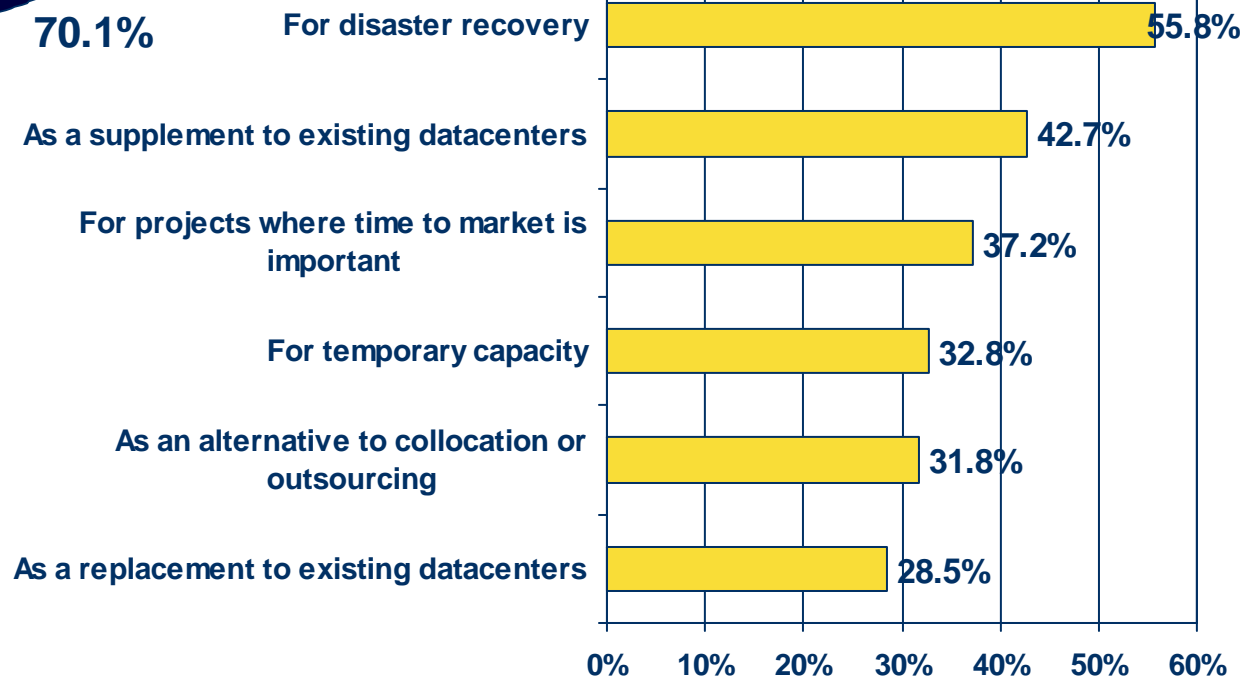 70.1%
For disaster recovery 55.8%
As a supplement to existing datacenters 42.7%
For projects where time to market is
important 37.2%
For temporary capacity 32.8%
As an alternative to collocation or
outsourcing 31.8%
As a replacement to existing datacenters 28.5%
0% 10% 20% 30% 40% 50% 60%